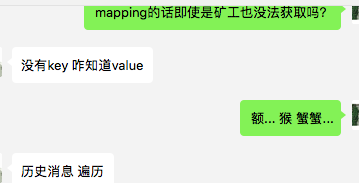 mapping的话即使是矿工也没法获取吗？
没有key 咋知道value
额... 猴 蟹蟹...
历史消息 遍历